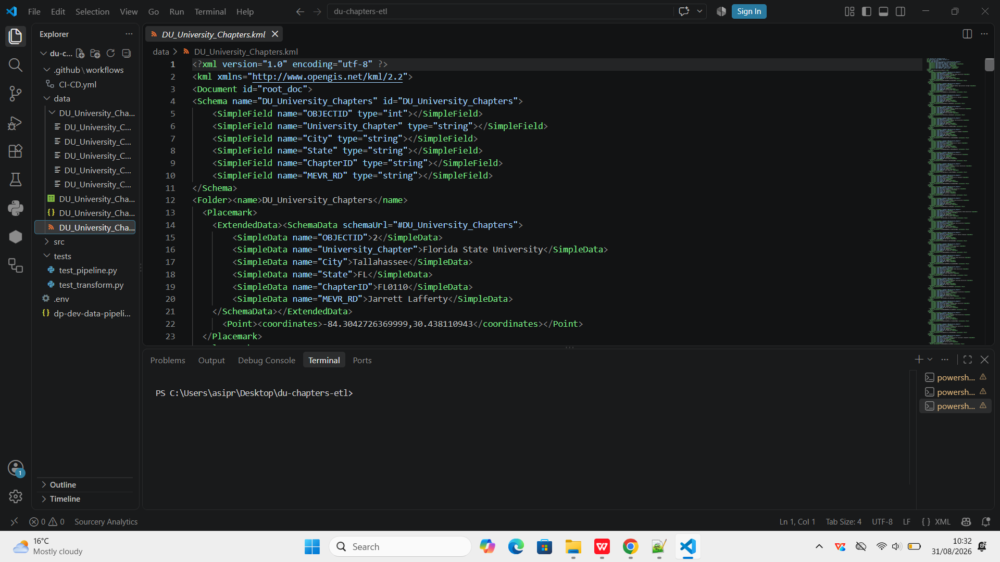 File Edit Selection View Go Run Terminal Help
du-chapters-etl
Sign In
Explorer
du-c...
.github\workflows
CI-CD.yml
data
DU_University_Cha...
DU_University_C...
DU_University_C...
DU_University_C...
DU_University_C...
DU_University_C...
DU_University_Cha...
DU_University_Cha...
DU_University_Cha...
src
tests
test_pipeline.py
test_transform.py
.env
dp-dev-data-pipeli...
Outline
Timeline
DU_University_Chapters.kml
data > DU_University_Chapters.kml
1 <?xml version="1.0" encoding="utf-8" ?>
2 <kml xmlns="http://www.opengis.net/kml/2.2">
3 <Document id="root_doc">
4 <Schema name="DU_University_Chapters" id="DU_University_Chapters">
5 <SimpleField name="OBJECTID" type="int"></SimpleField>
6 <SimpleField name="University_Chapter" type="string"></SimpleField>
7 <SimpleField name="City" type="string"></SimpleField>
8 <SimpleField name="State" type="string"></SimpleField>
9 <SimpleField name="ChapterID" type="string"></SimpleField>
10 <SimpleField name="MEVR_RD" type="string"></SimpleField>
11 </Schema>
12 <Folder><name>DU_University_Chapters</name>
13 <Placemark>
14 <ExtendedData><SchemaData schemaUrl="#DU_University_Chapters">
15 <SimpleData name="OBJECTID">2</SimpleData>
16 <SimpleData name="University_Chapter">Florida State University</SimpleData>
17 <SimpleData name="City">Tallahassee</SimpleData>
18 <SimpleData name="State">FL</SimpleData>
19 <SimpleData name="ChapterID">FL0110</SimpleData>
20 <SimpleData name="MEVR_RD">Jarrett Lafferty</SimpleData>
21 </SchemaData></ExtendedData>
22 <Point><coordinates>-84.3042726369999,30.438110943</coordinates></Point>
23 </Placemark>
Problems Output Debug Console Terminal Ports
PS C:\Users\asipr\Desktop\du-chapters-etl>
powersh...
powersh...
powersh...
1
0 0 Sourcery Analytics
Ln 1, Col 1 Tab Size: 4 UTF-8 LF {} XML
16°C
Mostly cloudy
Search
10:32
31/08/2026